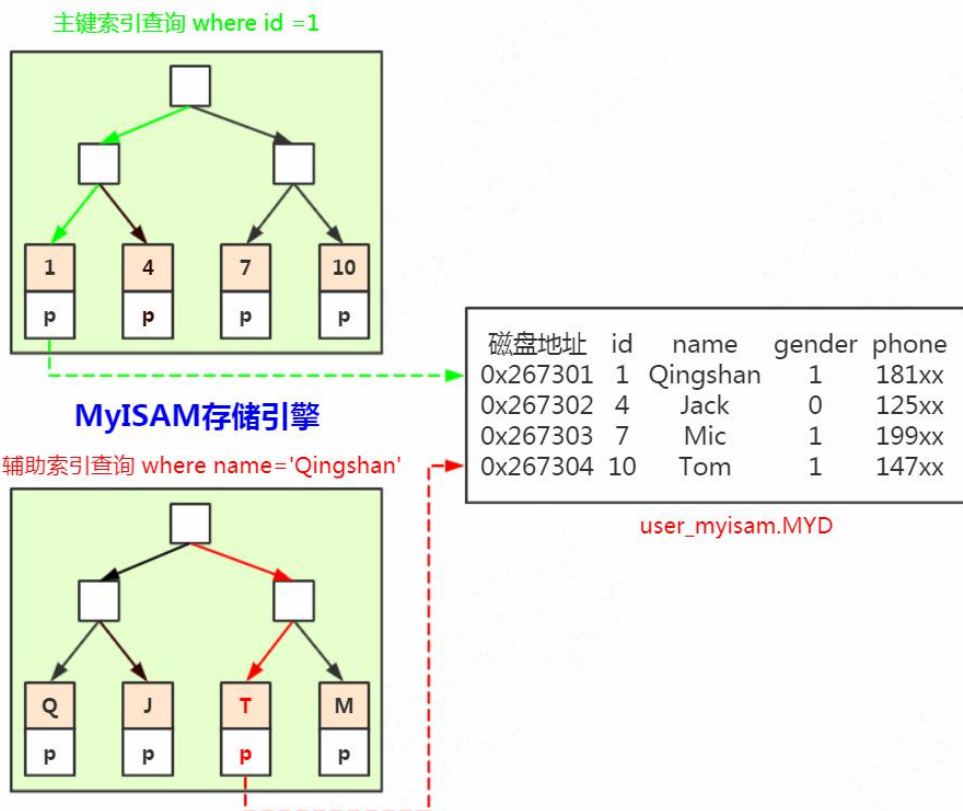 主键索引查询 where id =1
1 4 7 10
p p p p
磁盘地址 id name gender phone
0x267301 1 Qingshan 1 181xx
0x267302 4 Jack 0 125xx
0x267303 7 Mic 1 199xx
0x267304 10 Tom 1 147xx
user_myisam.MYD
MyISAM存储引擎
辅助索引查询 where name='Qingshan'
Q J T M
p p p p